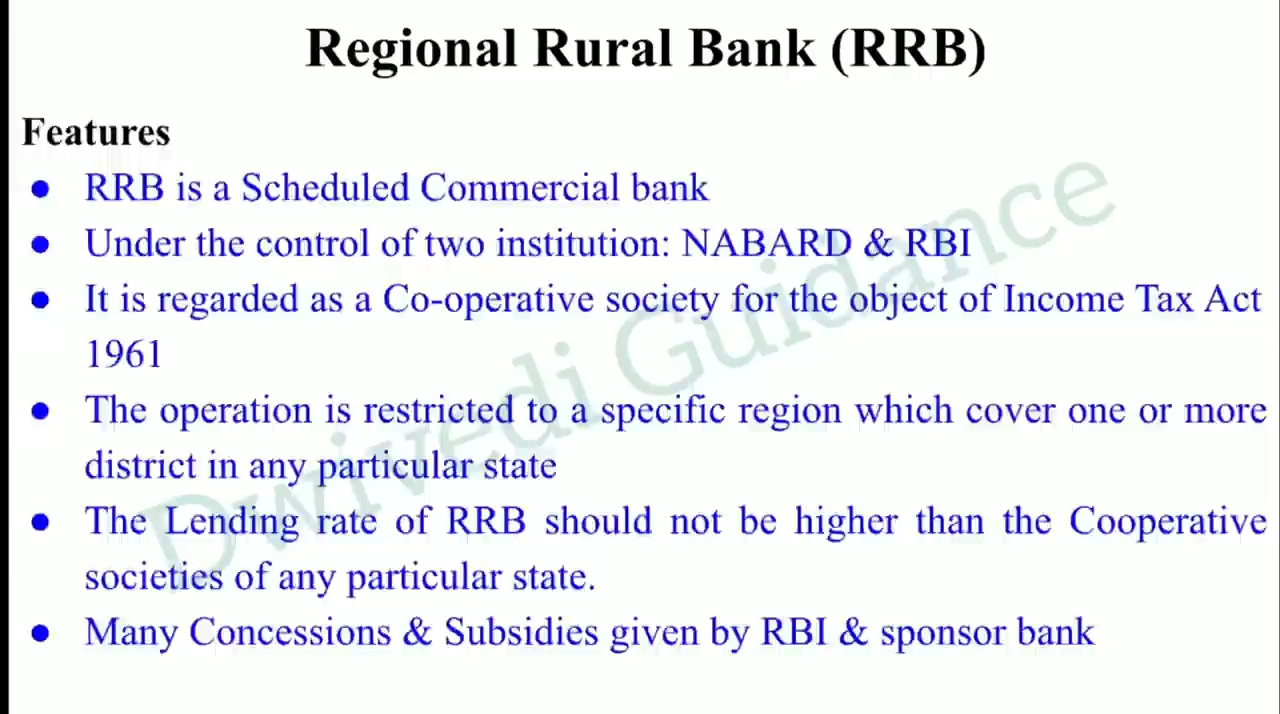 Regional Rural Bank (RRB)
Features
● RRB is a Scheduled Commercial bank
● Under the control of two institution: NABARD & RBI
● It is regarded as a Co-operative society for the object of Income Tax Act
1961
● The operation is restricted to a specific region which cover one or more
district in any particular state
● The Lending rate of RRB should not be higher than the Cooperative
societies of any particular state.
● Many Concessions & Subsidies given by RBI & sponsor bank
Dwivedi Guidance